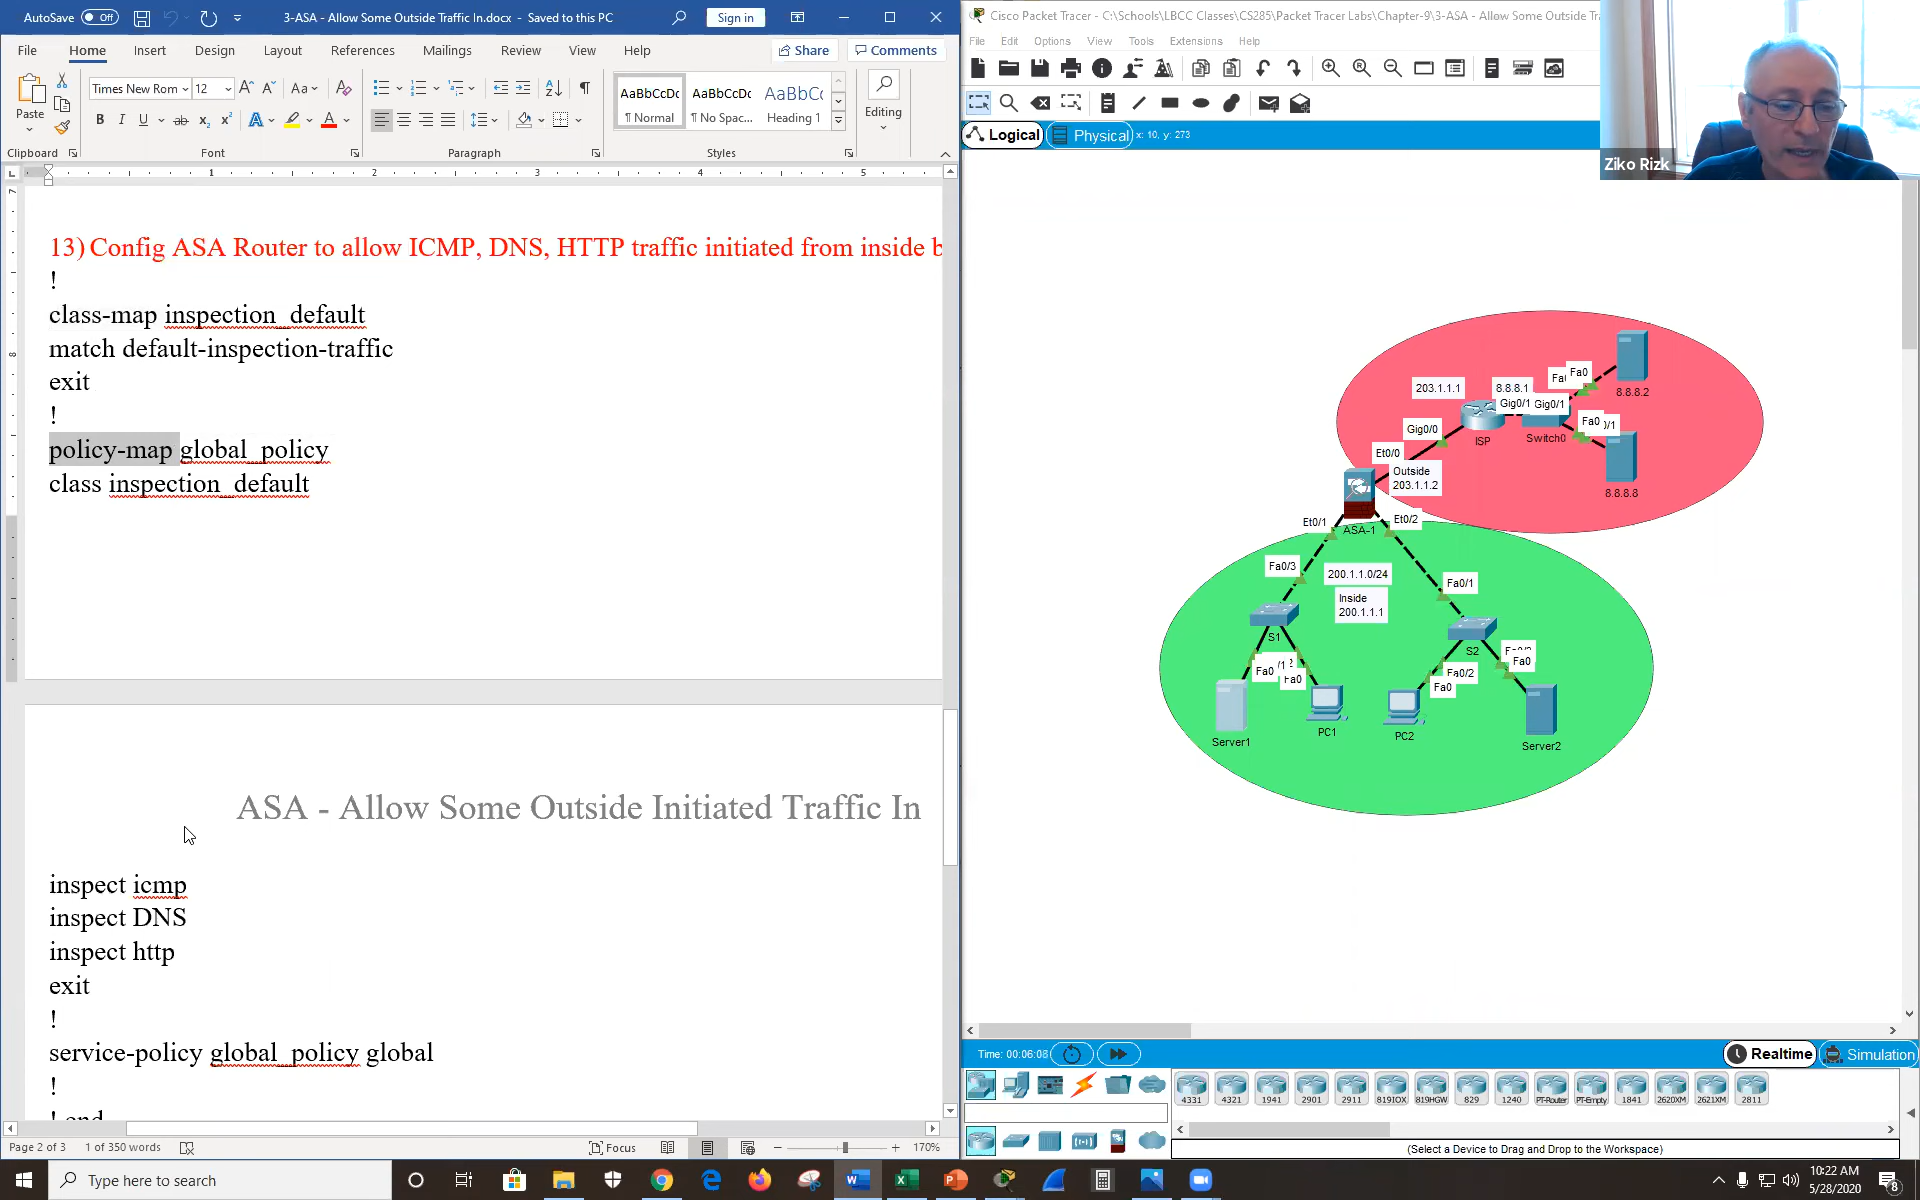 AutoSave Off
3-ASA - Allow Some Outside Traffic In.docx - Saved to this PC
Sign in
File Home Insert Design Layout References Mailings Review View Help Share Comments
Times New Rom 12
Paste
AaBbCcDc AaBbCcDc AaBbCc
¶ Normal ¶ No Spac... Heading 1
Editing
Clipboard Font Paragraph Styles
1 2 3 4 5
13) Config ASA Router to allow ICMP, DNS, HTTP traffic initiated from inside b
!
class-map inspection_default
match default-inspection-traffic
exit
!
policy-map global_policy
class inspection_default
ASA - Allow Some Outside Initiated Traffic In
inspect icmp
inspect DNS
inspect http
exit
!
service-policy global_policy global
!
! end
Page 2 of 3 1 of 350 words Focus 170%
Cisco Packet Tracer - C:\Schools\LBCC Classes\CS285\Packet Tracer Labs\Chapter-9\3-ASA - Allow Some Outside Tra
File Edit Options View Tools Extensions Help
Logical Physical x: 10, y: 273
Ziko Rizk
Fa0
8.8.8.2
203.1.1.1
8.8.8.1
Gig0/1
Gig0/1
Fa0
Gig0/0
ISP
Switch0
Et0/0
Outside
203.1.1.2
8.8.8.8
Et0/1
Et0/2
ASA-1
Fa0/3
200.1.1.0/24
Fa0/1
Inside
200.1.1.1
S1
S2
Fa0
Fa0
Fa0/2
Fa0
Fa0
Server1
PC1
PC2
Server2
Time: 00:06:08
Realtime Simulation
4331 4321 1941 2901 2911 819IOX 819HGW 829 1240 PT-Router PT-Empty 1841 2620XM 2621XM 2811
(Select a Device to Drag and Drop to the Workspace)
Type here to search
10:22 AM
5/28/2020
8